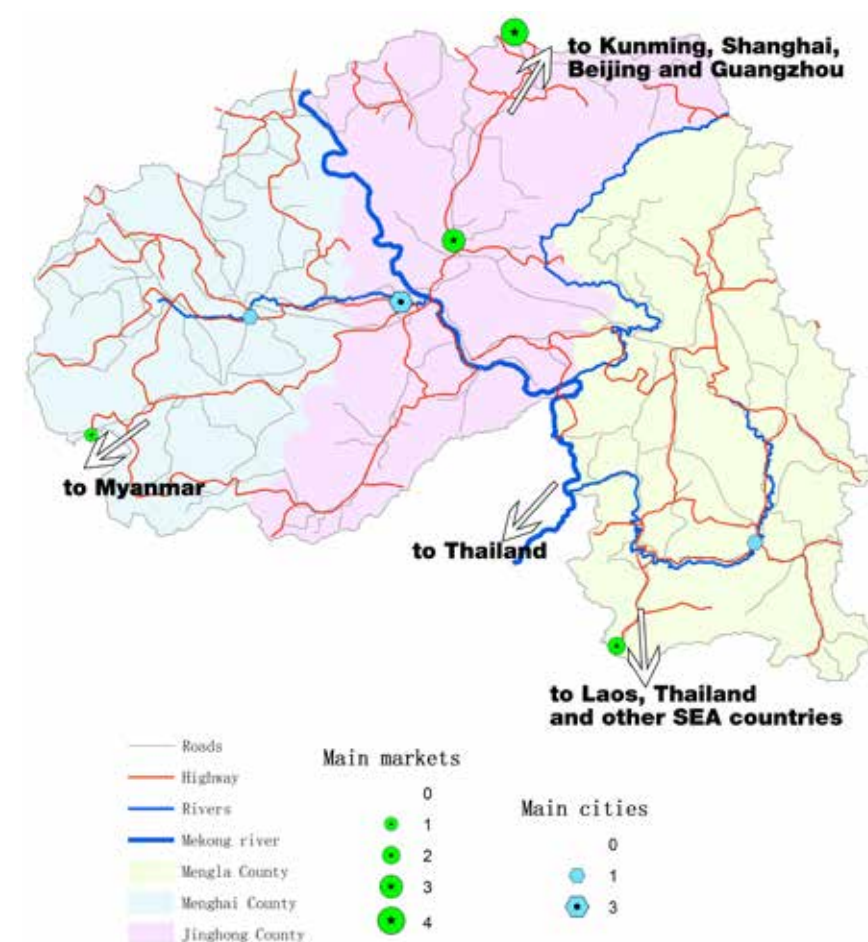 to Kunming, Shanghai,
Beijing and Guangzhou
to Myanmar
to Thailand
to Laos, Thailand
and other SEA countries
Roads
Highway
Rivers
Mekong river
Mengla County
Menghai County
Jinghong County
Main markets
0
1
2
3
4
Main cities
0
1
3